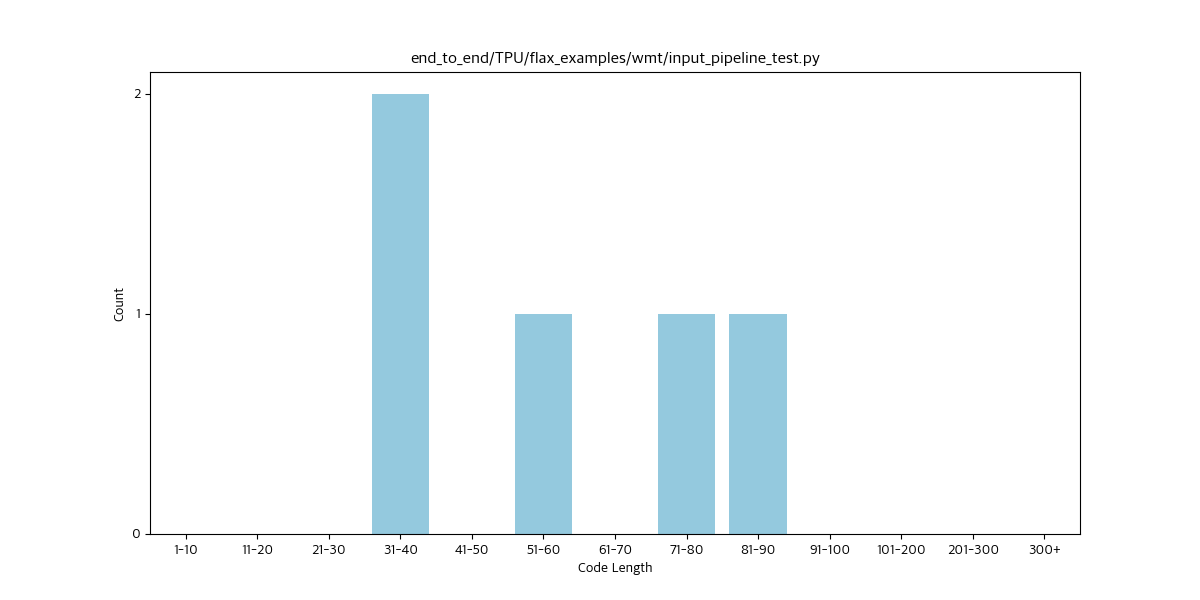 end_to_end/TPU/flax_examples/wmt/input_pipeline_test.py
Count
2
1
0
1-10 11-20 21-30 31-40 41-50 51-60 61-70 71-80 81-90 91-100 101-200 201-300 300+
Code Length